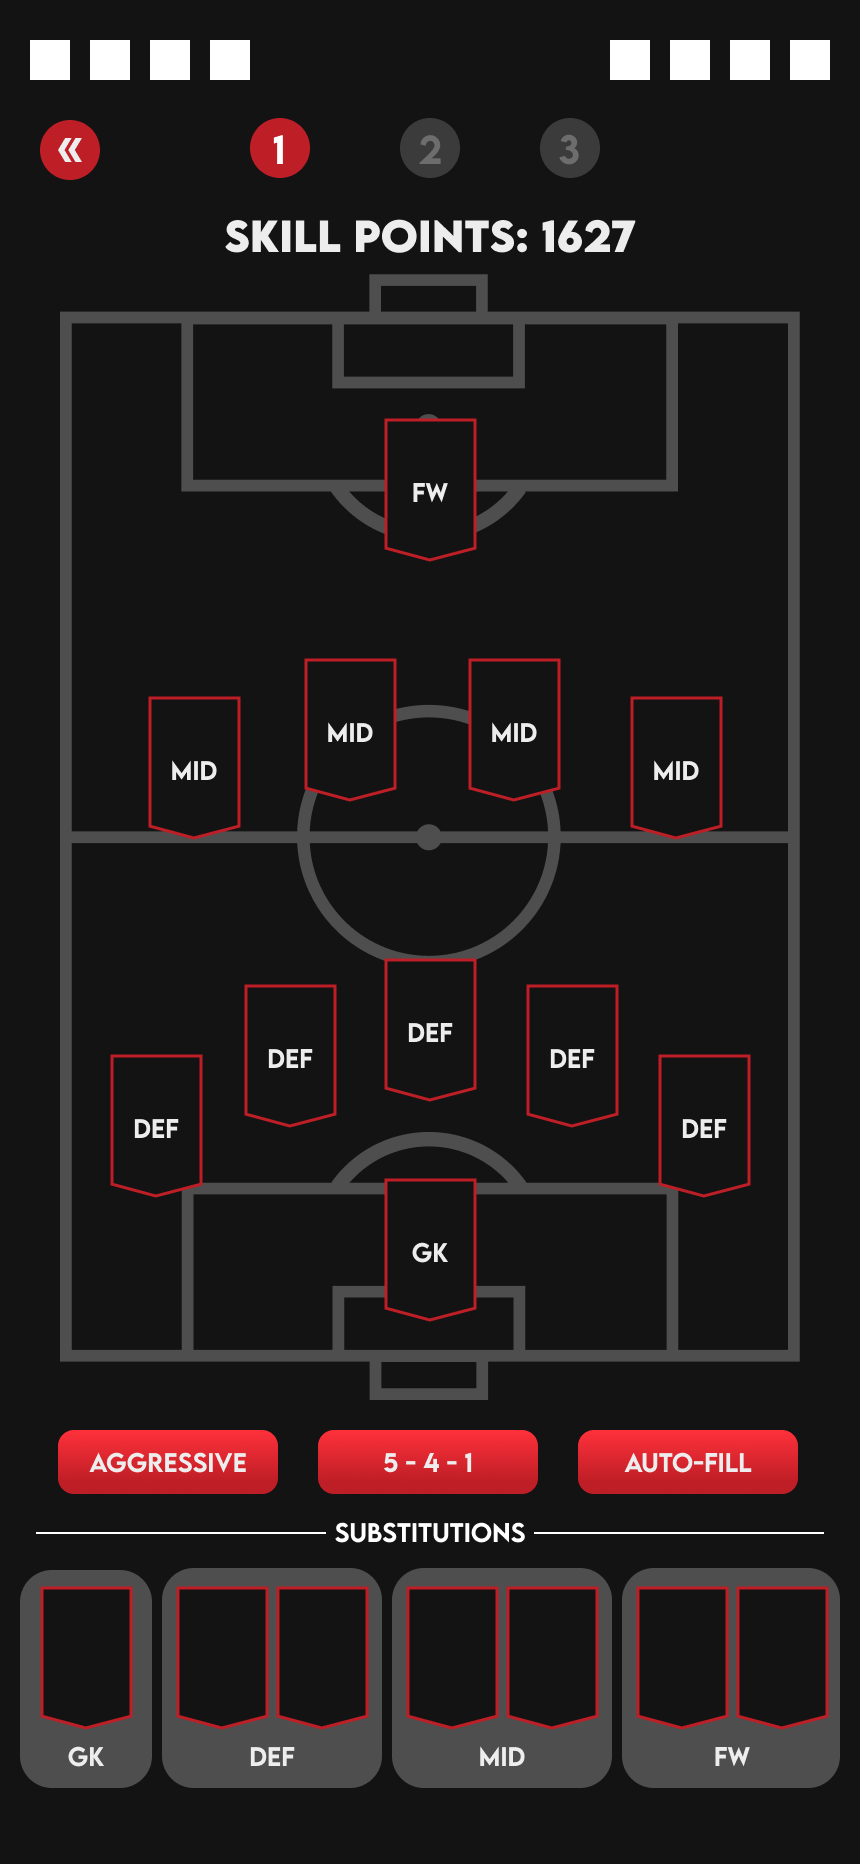 «
1 2 3
SKILL POINTS: 1627
FW
MID MID
MID MID
DEF
DEF DEF
DEF DEF
GK
AGGRESSIVE 5 - 4 - 1 AUTO-FILL
SUBSTITUTIONS
GK DEF MID FW